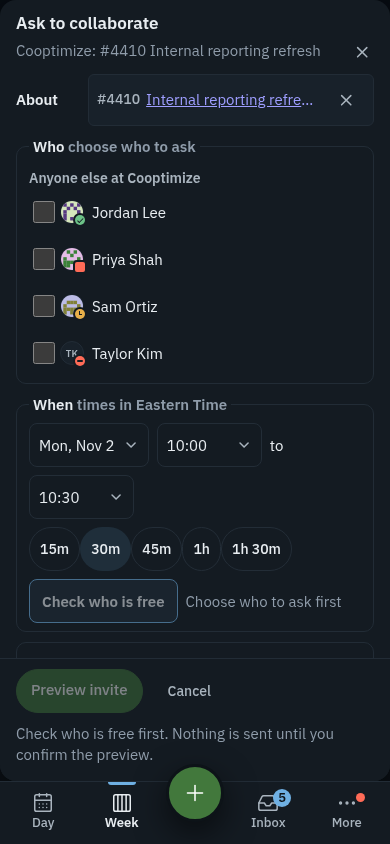 Ask to collaborate
Cooptimize: #4410 Internal reporting refresh
About
#4410 Internal reporting refre...
Who choose who to ask
Anyone else at Cooptimize
Jordan Lee
Priya Shah
Sam Ortiz
TK Taylor Kim
When times in Eastern Time
Mon, Nov 2
10:00
to
10:30
15m 30m 45m 1h 1h 30m
Check who is free
Choose who to ask first
Preview invite
Cancel
Check who is free first. Nothing is sent until you
confirm the preview.
5
Day Week Inbox More